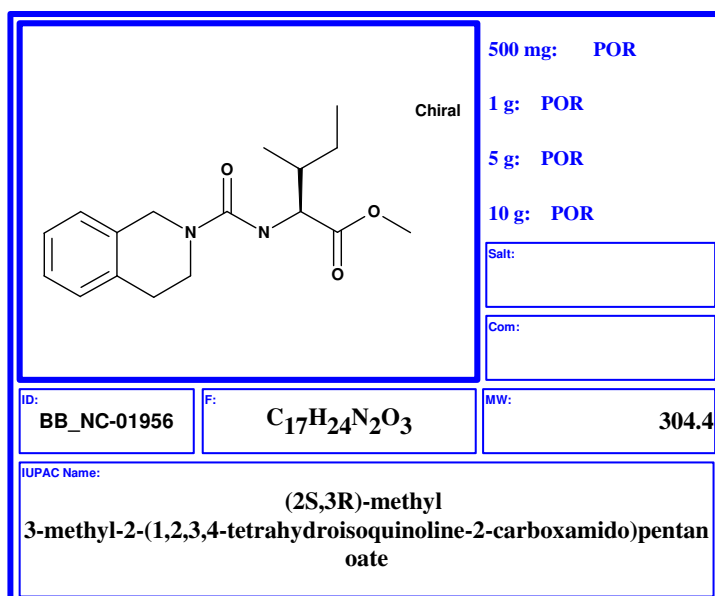 500 mg: POR
Chiral
1 g: POR
5 g: POR
10 g: POR
O
N
N
O
O
Salt:
Com:
ID:
BB_NC-01956
F:
C17H24N2O3
MW:
304.4
IUPAC Name:
(2S,3R)-methyl
3-methyl-2-(1,2,3,4-tetrahydroisoquinoline-2-carboxamido)pentan
oate